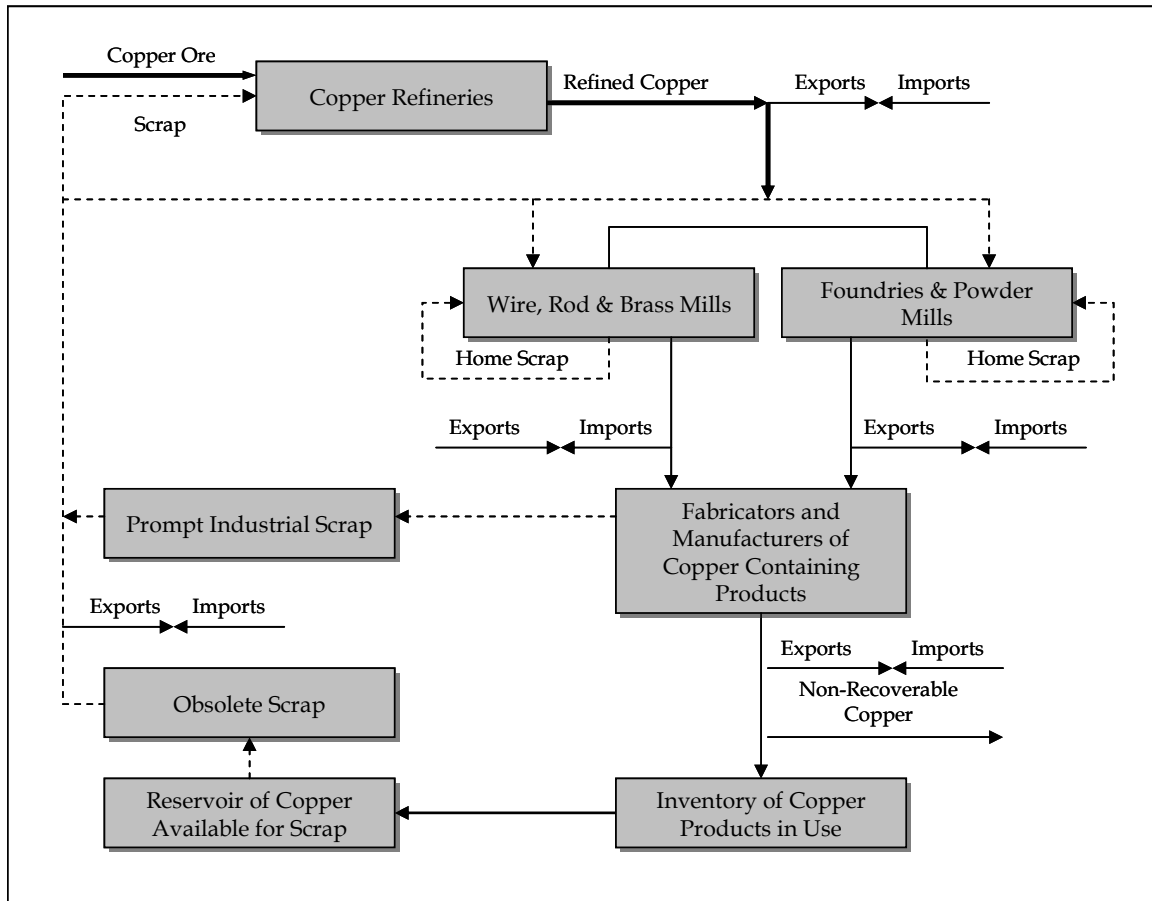 Copper Ore
Copper Refineries
Refined Copper
Exports
Imports
Scrap
Wire, Rod & Brass Mills
Foundries & Powder
Mills
Home Scrap
Home Scrap
Exports
Imports
Exports
Imports
Prompt Industrial Scrap
Fabricators and
Manufacturers of
Copper Containing
Products
Exports
Imports
Exports
Imports
Non-Recoverable
Copper
Obsolete Scrap
Reservoir of Copper
Available for Scrap
Inventory of Copper
Products in Use